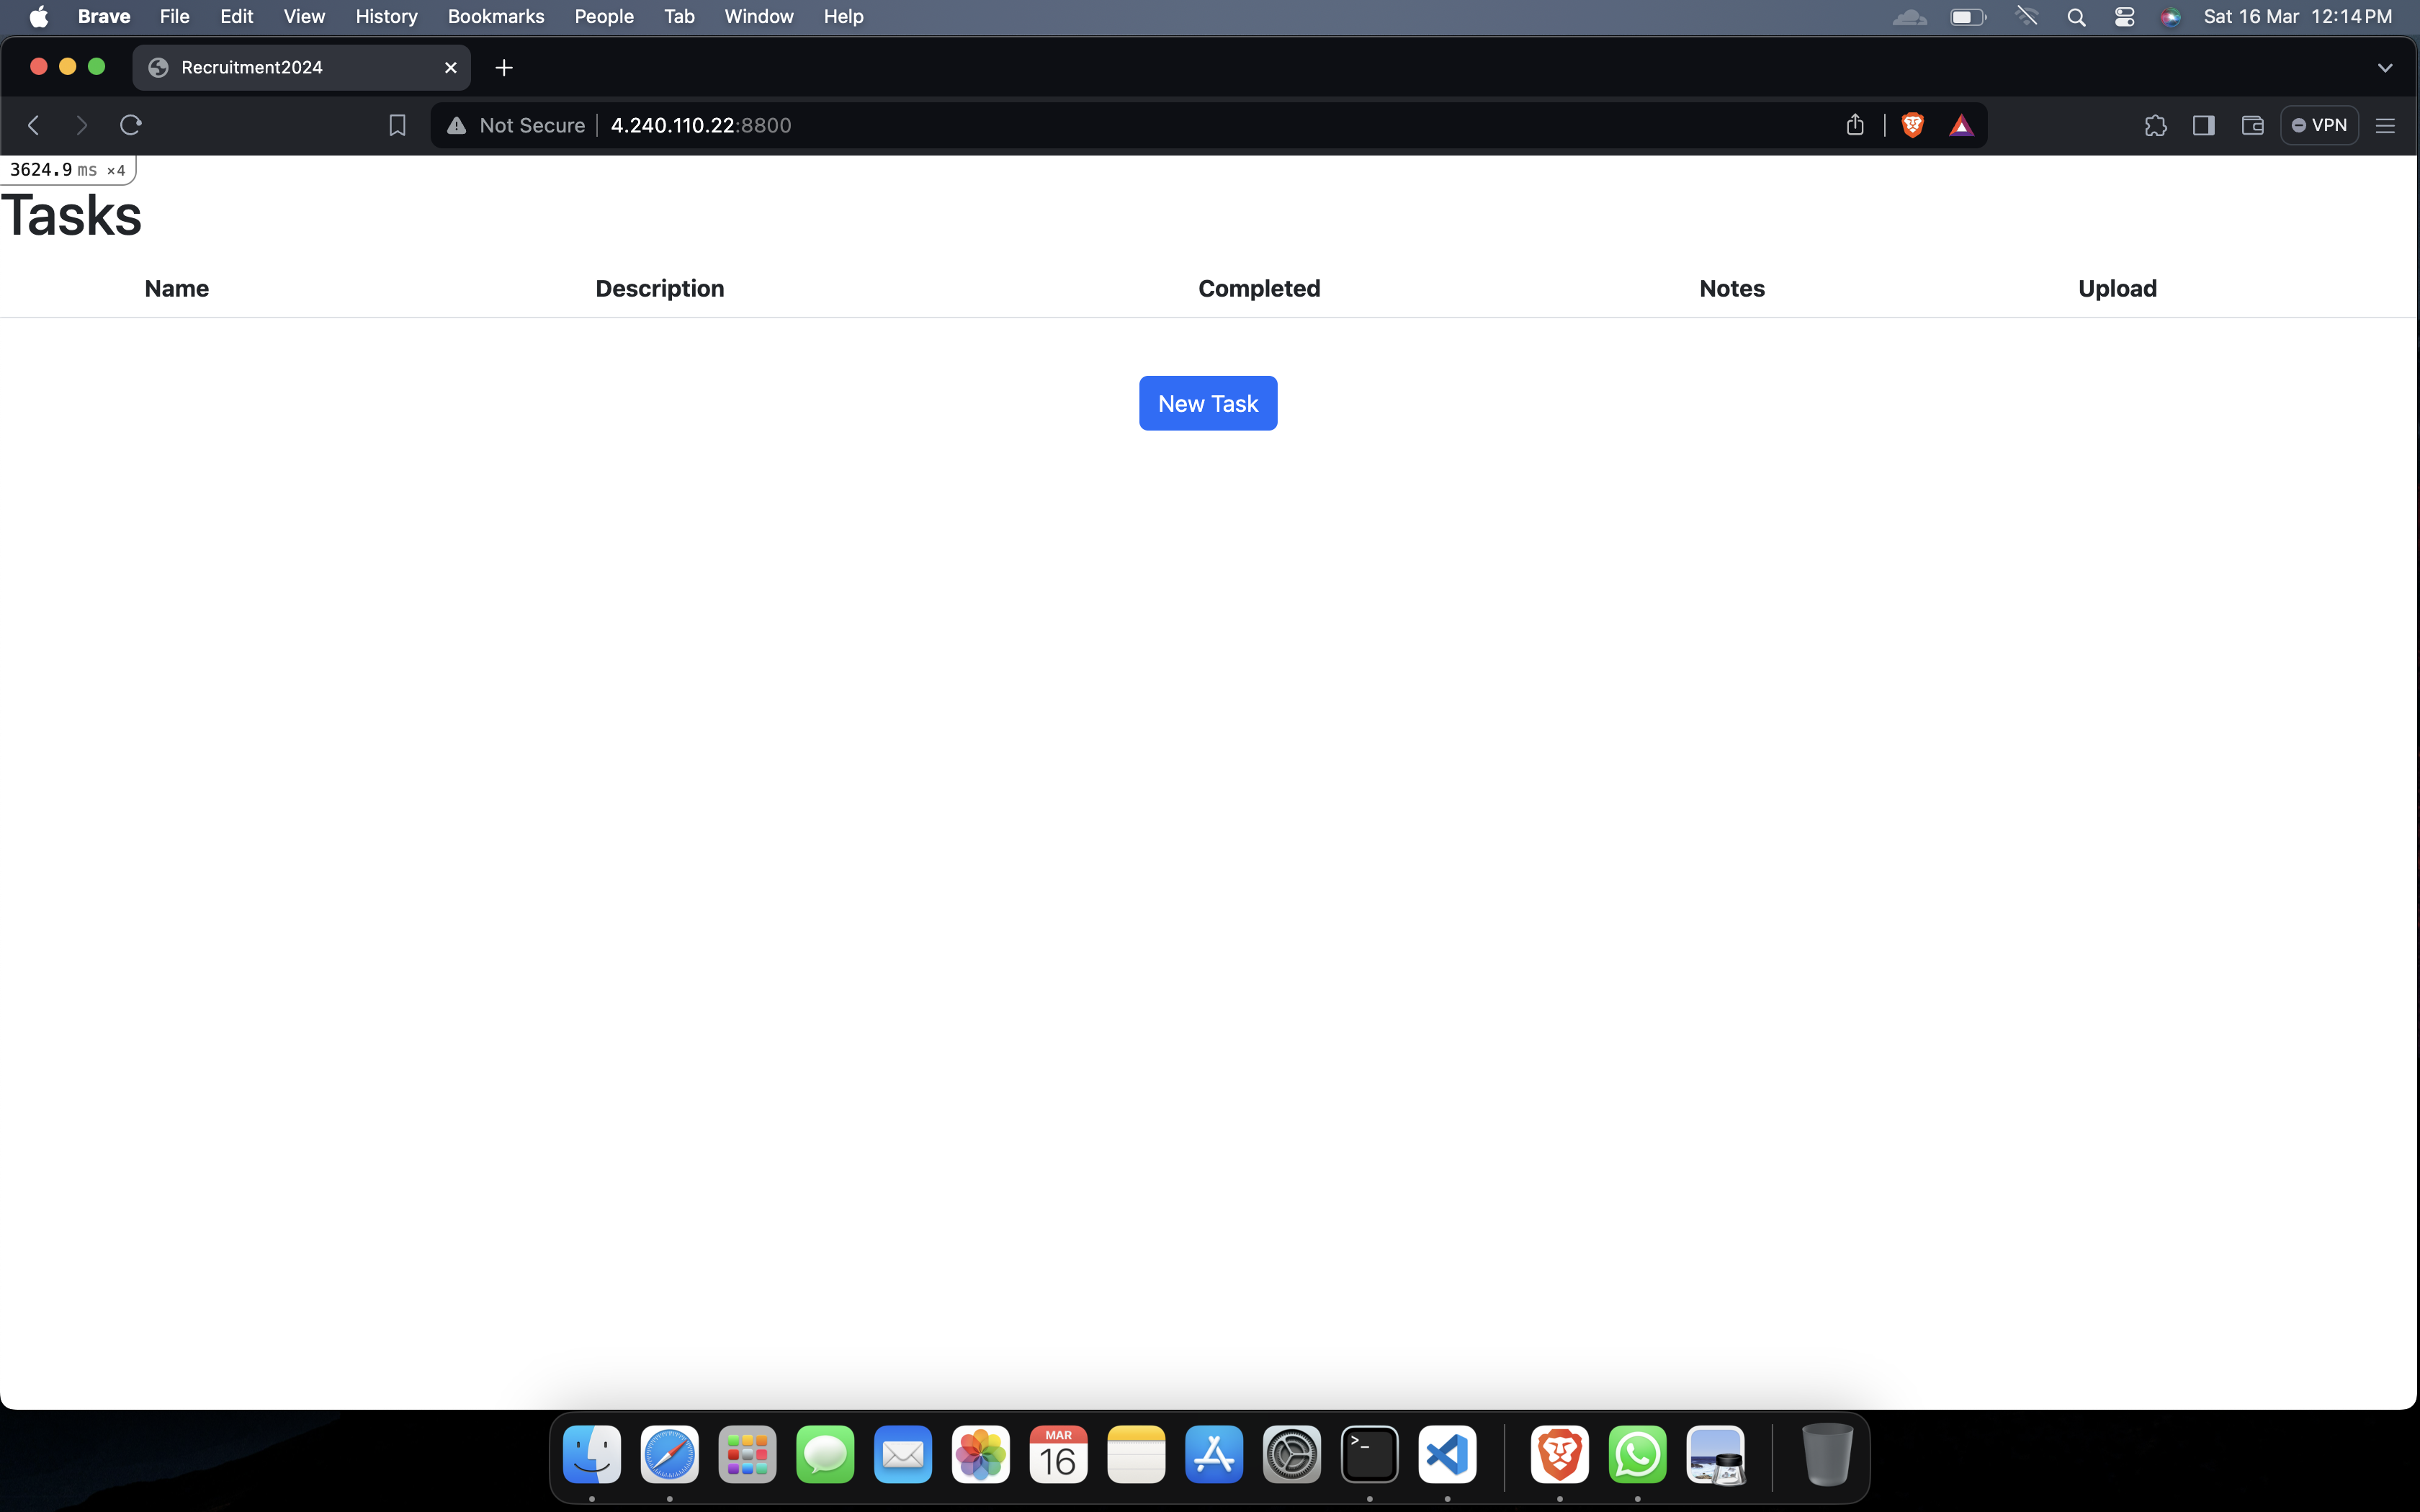 Brave File Edit View History Bookmarks People Tab Window Help Sat 16 Mar 12:14 PM
Recruitment2024
Not Secure 4.240.110.22:8800 VPN
3624.9 ms ×4
Tasks
Name Description Completed Notes Upload
New Task
MAR
16